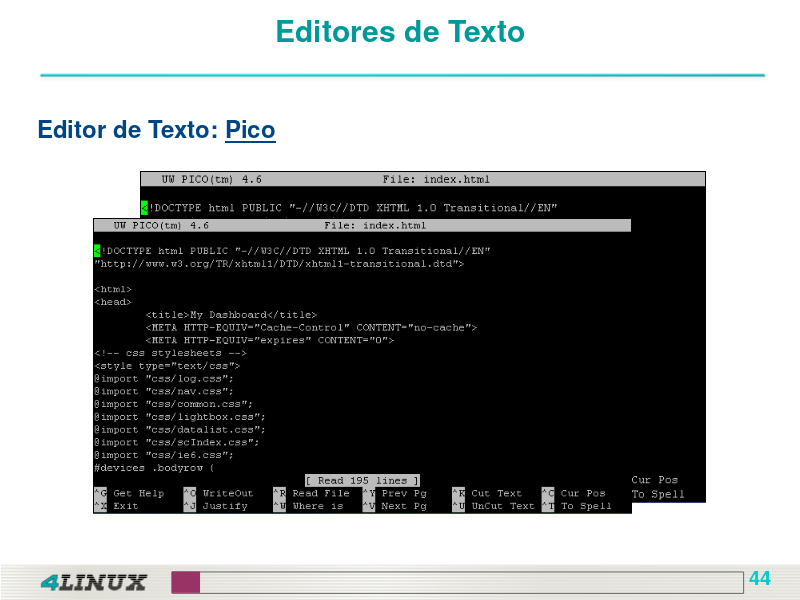 Editores de Texto
Editor de Texto: Pico
UW PICO(tm) 4.6 File: index.html
<!DOCTYPE html PUBLIC "-//W3C//DTD XHTML 1.0 Transitional//EN"
UW PICO(tm) 4.6 File: index.html
<!DOCTYPE html PUBLIC "-//W3C//DTD XHTML 1.0 Transitional//EN"
"http://www.w3.org/TR/xhtml1/DTD/xhtml1-transitional.dtd">
<html>
<head>
<title>My Dashboard</title>
<META HTTP-EQUIV="Cache-Control" CONTENT="no-cache">
<META HTTP-EQUIV="expires" CONTENT="0">
<!-- css stylesheets -->
<style type="text/css">
@import "css/log.css";
@import "css/nav.css";
@import "css/common.css";
@import "css/lightbox.css";
@import "css/datalist.css";
@import "css/scIndex.css";
@import "css/ie6.css";
#devices .bodyrow {
[ Read 195 lines ] Cur Pos
^G Get Help ^O WriteOut ^R Read File ^Y Prev Pg ^K Cut Text ^C Cur Pos To Spell
^X Exit ^J Justify ^W Where is ^V Next Pg ^U UnCut Text ^T To Spell
4LINUX 44